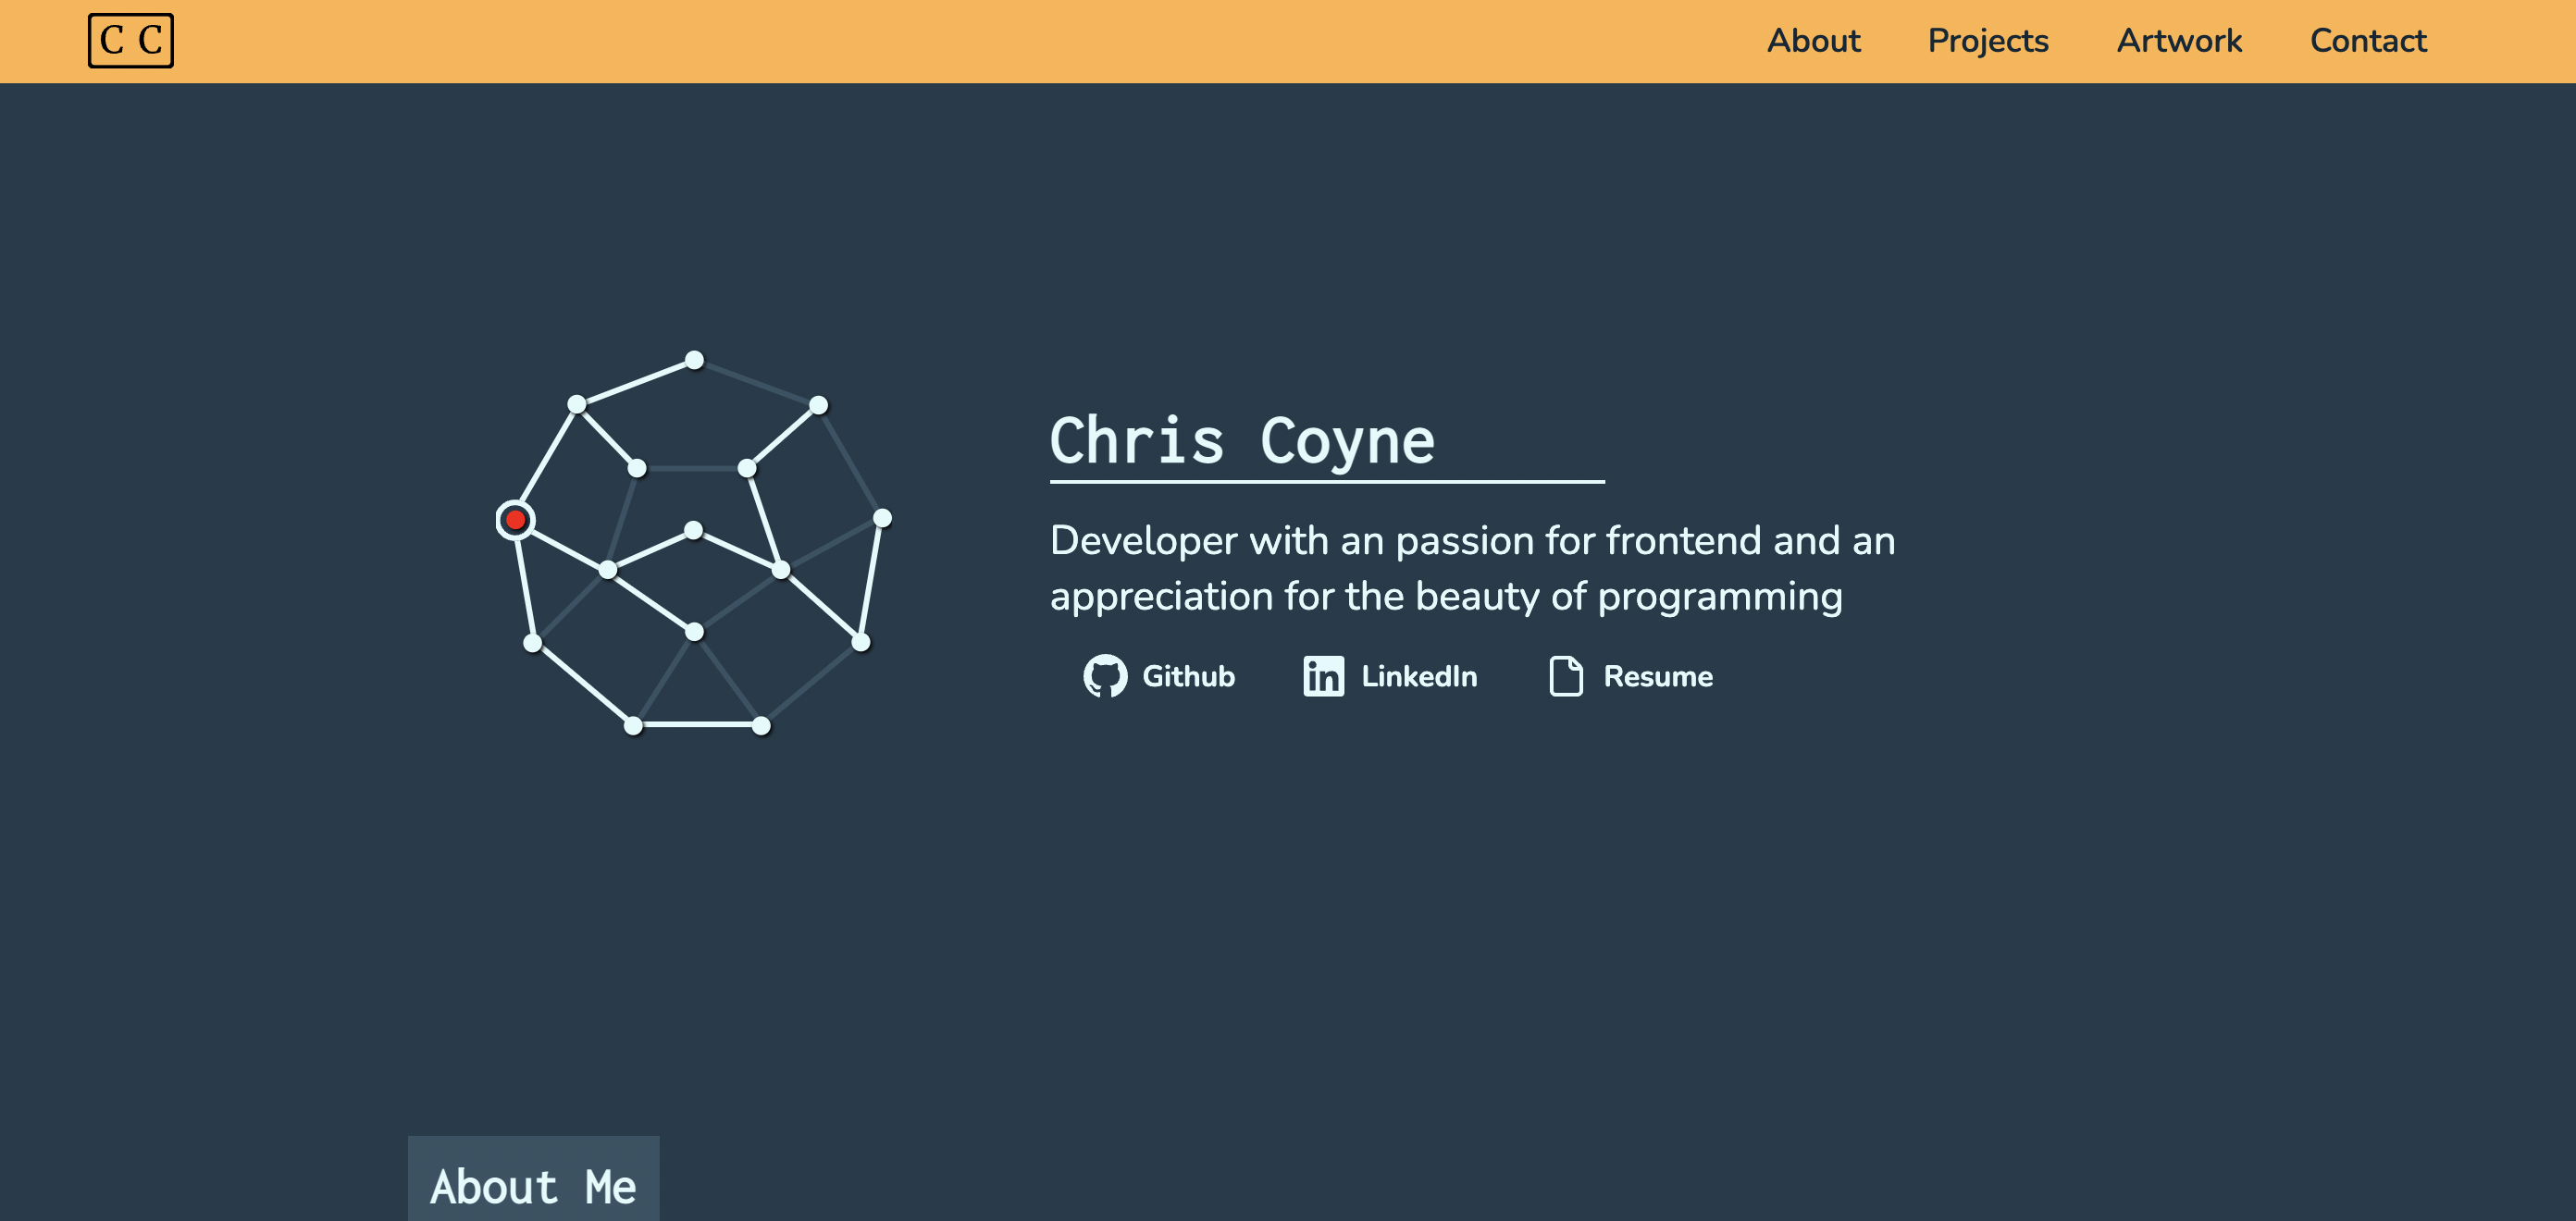 C C
About Projects Artwork Contact
Chris Coyne
Developer with an passion for frontend and an
appreciation for the beauty of programming
Github LinkedIn Resume
About Me